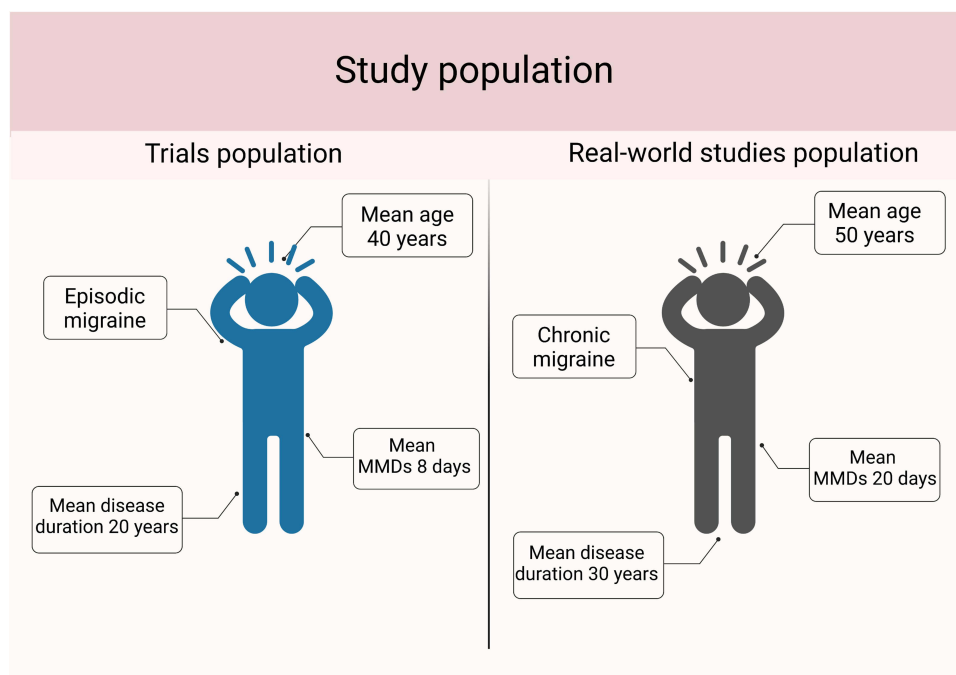 Study population
Trials population
Mean age
40 years
Episodic
migraine
Mean
MMDs 8 days
Mean disease
duration 20 years
Real-world studies population
Mean age
50 years
Chronic
migraine
Mean
MMDs 20 days
Mean disease
duration 30 years